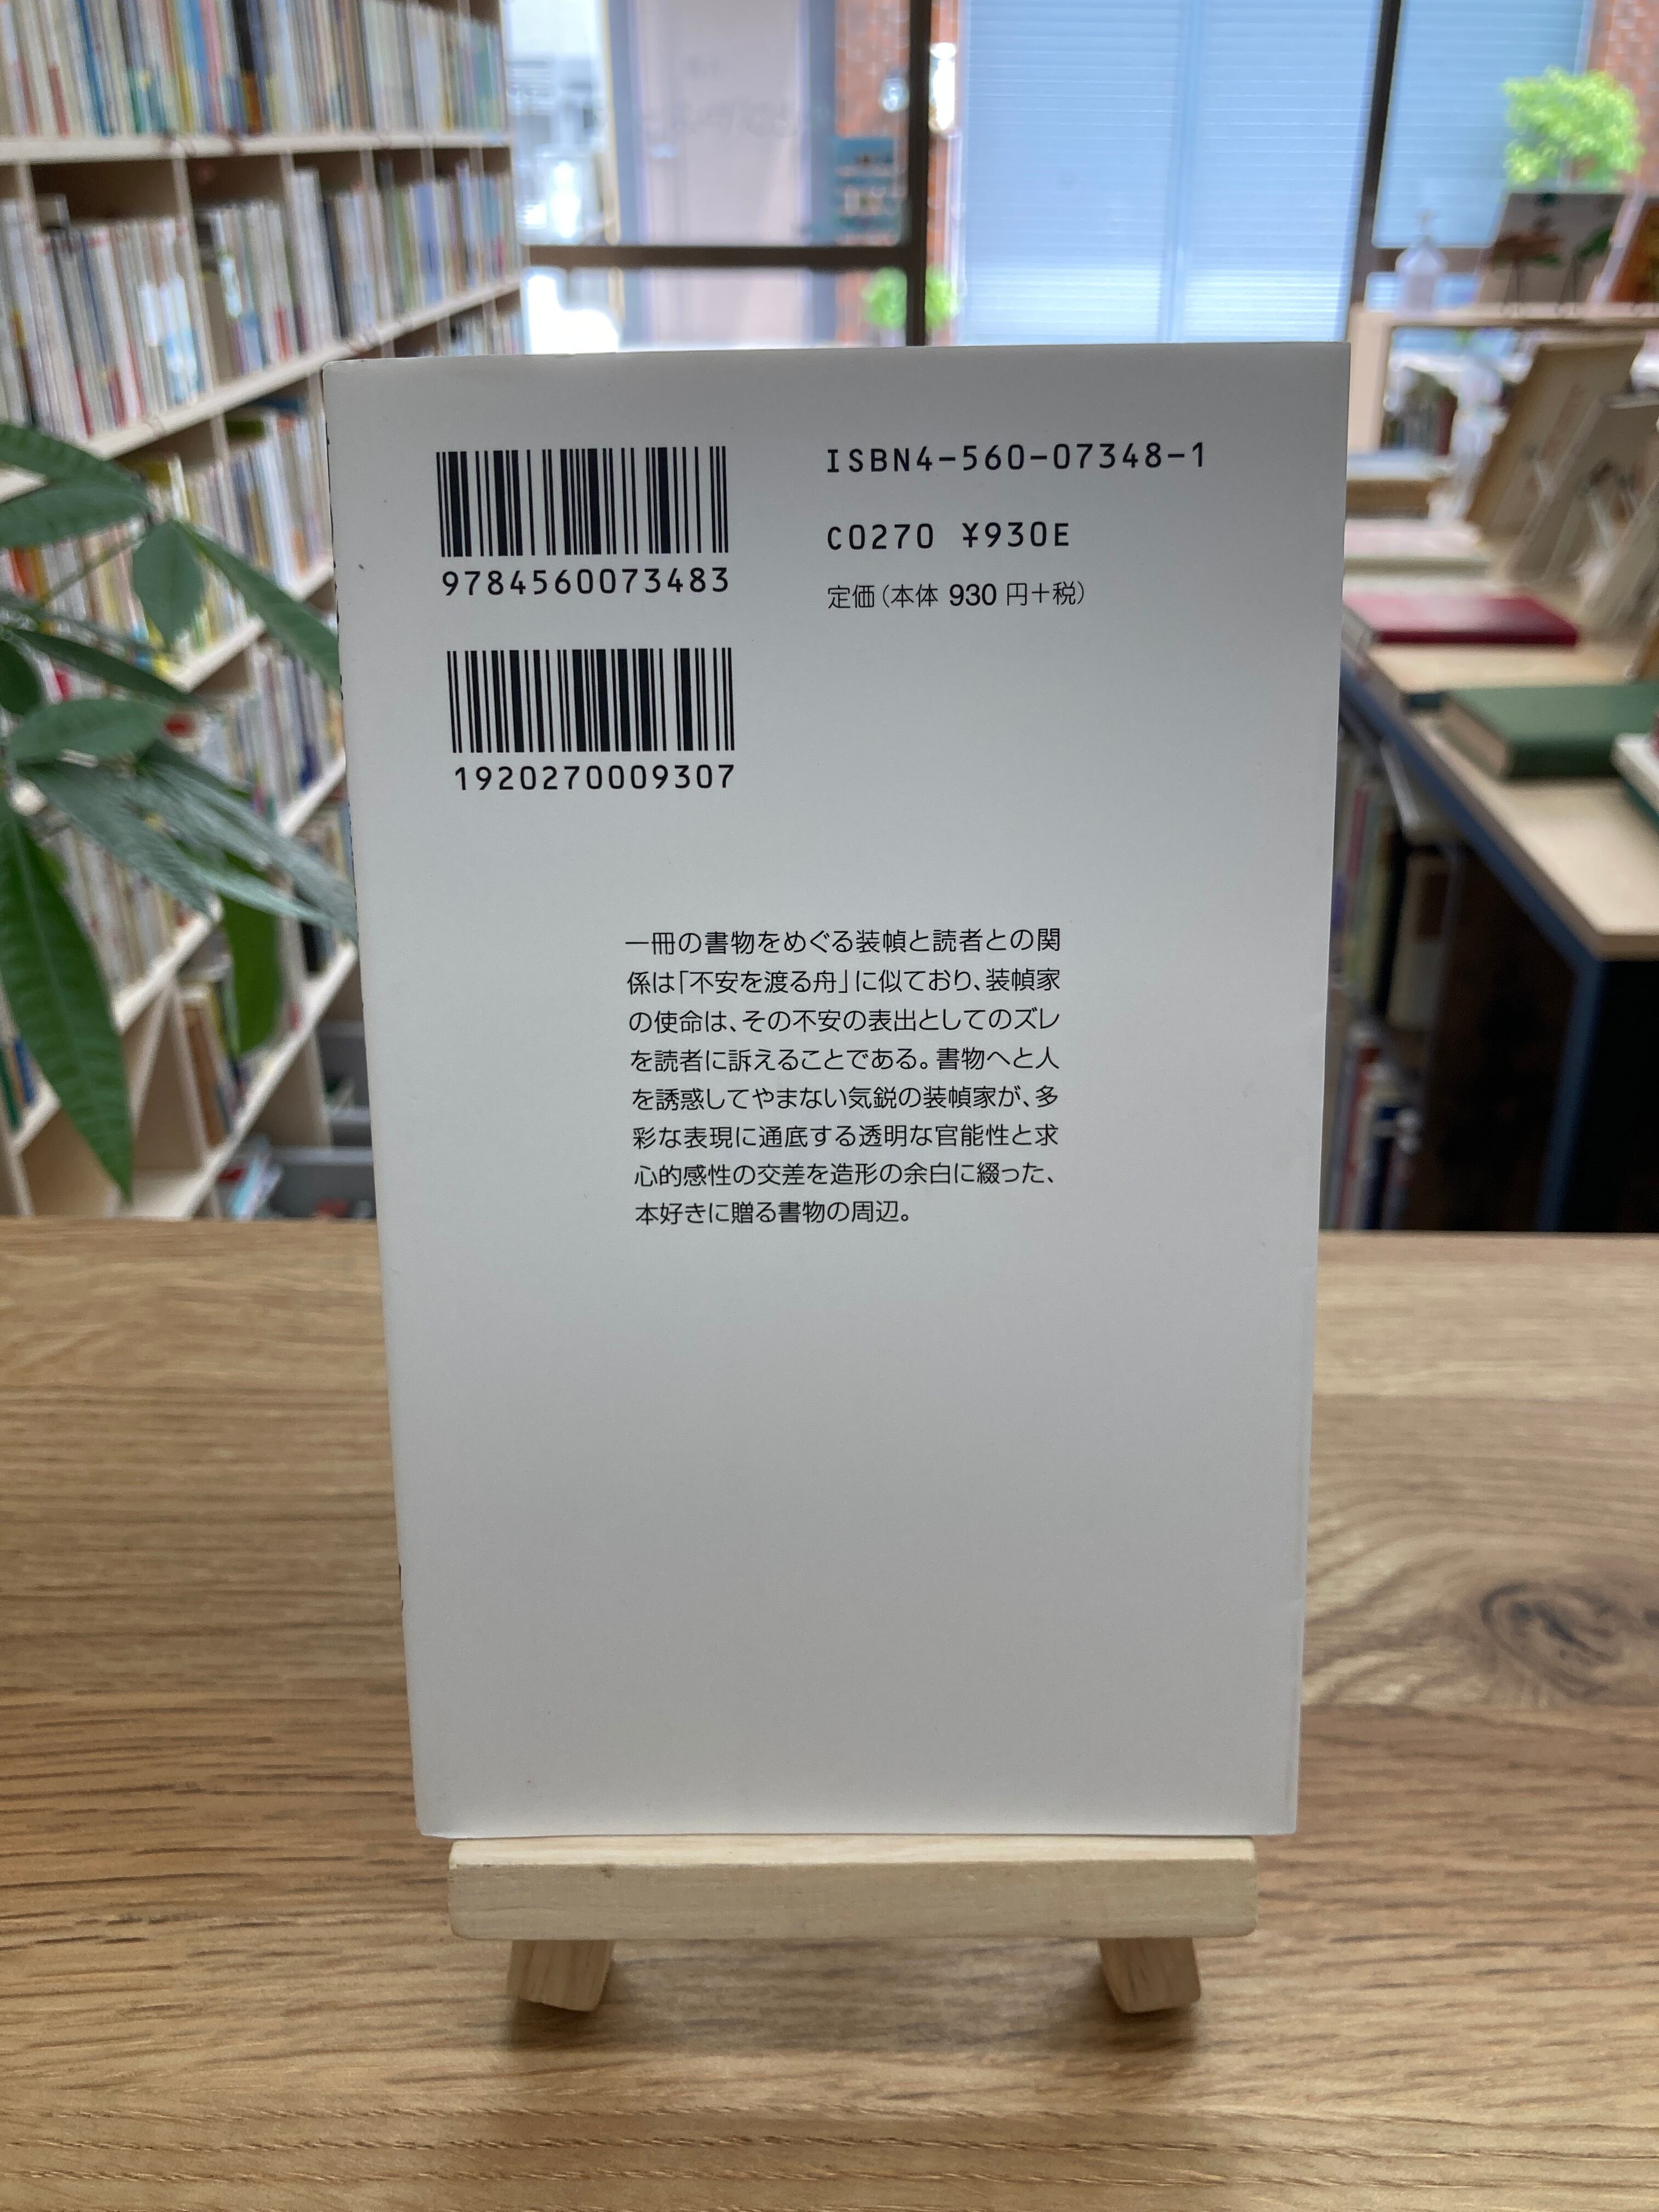 9784560073483
1920270009307
ISBN4-560-07348-1
C0270 ¥930E
定価(本体 930 円+税)
一冊の書物をめぐる装幀と読者との関
係は「不安を渡る舟」に似ており、装幀家
の使命は、その不安の表出としてのズレ
を読者に訴えることである。書物へと人
を誘惑してやまない気鋭の装幀家が、多
彩な表現に通底する透明な官能性と求
心的感性の交差を造形の余白に綴った、
本好きに贈る書物の周辺。